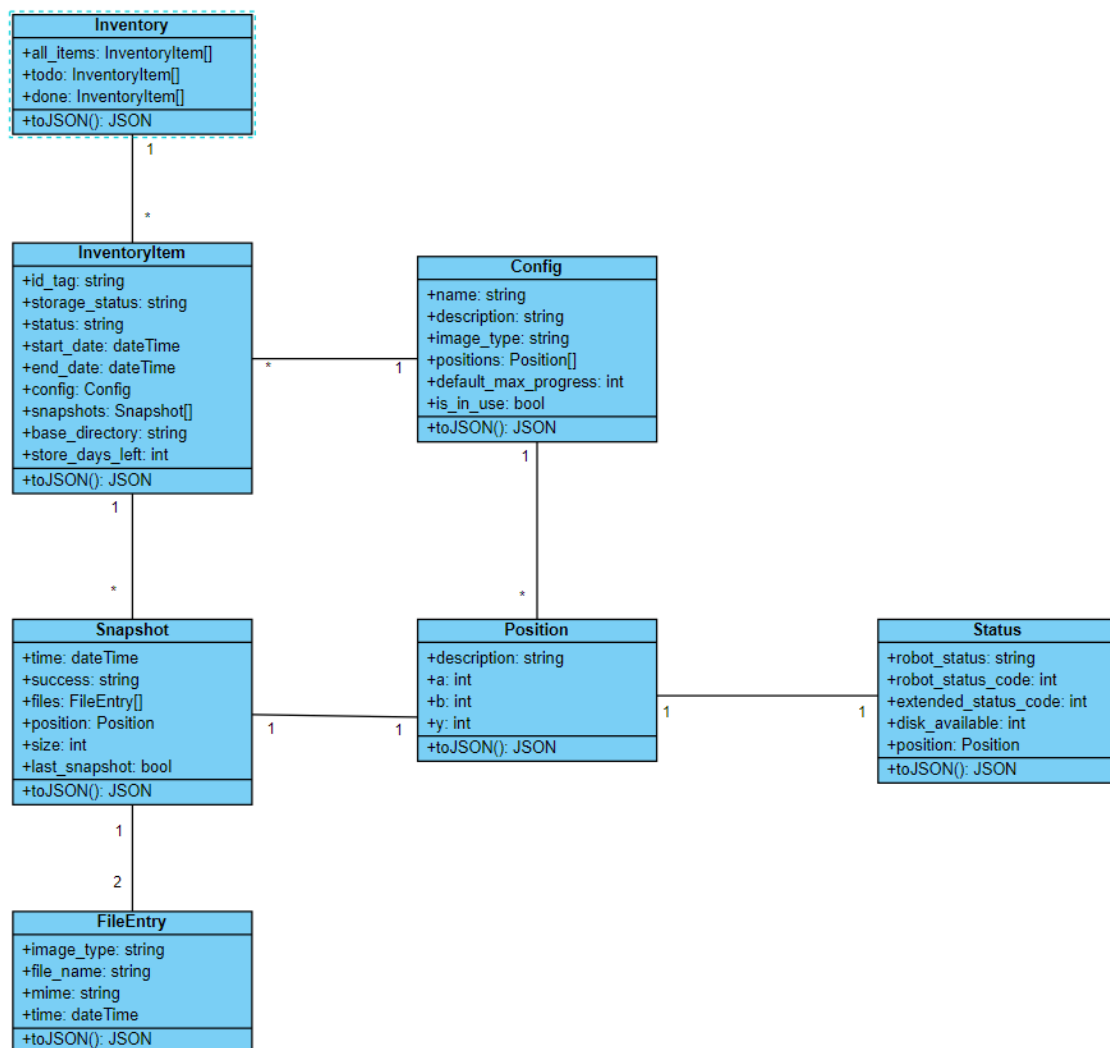 Inventory
+all_items: InventoryItem[]
+todo: InventoryItem[]
+done: InventoryItem[]
+toJSON(): JSON
1
*
InventoryItem
+id_tag: string
+storage_status: string
+status: string
+start_date: dateTime
+end_date: dateTime
+config: Config
+snapshots: Snapshot[]
+base_directory: string
+store_days_left: int
+toJSON(): JSON
*
1
Config
+name: string
+description: string
+image_type: string
+positions: Position[]
+default_max_progress: int
+is_in_use: bool
+toJSON(): JSON
1
*
1
*
Snapshot
+time: dateTime
+success: string
+files: FileEntry[]
+position: Position
+size: int
+last_snapshot: bool
+toJSON(): JSON
1
1
Position
+description: string
+a: int
+b: int
+y: int
+toJSON(): JSON
1
1
Status
+robot_status: string
+robot_status_code: int
+extended_status_code: int
+disk_available: int
+position: Position
+toJSON(): JSON
1
2
FileEntry
+image_type: string
+file_name: string
+mime: string
+time: dateTime
+toJSON(): JSON